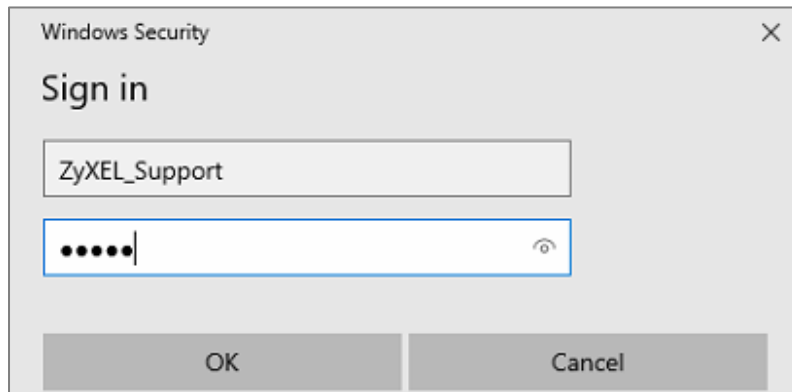 Windows Security
Sign in
ZyXEL_Support
●●●●●
OK
Cancel